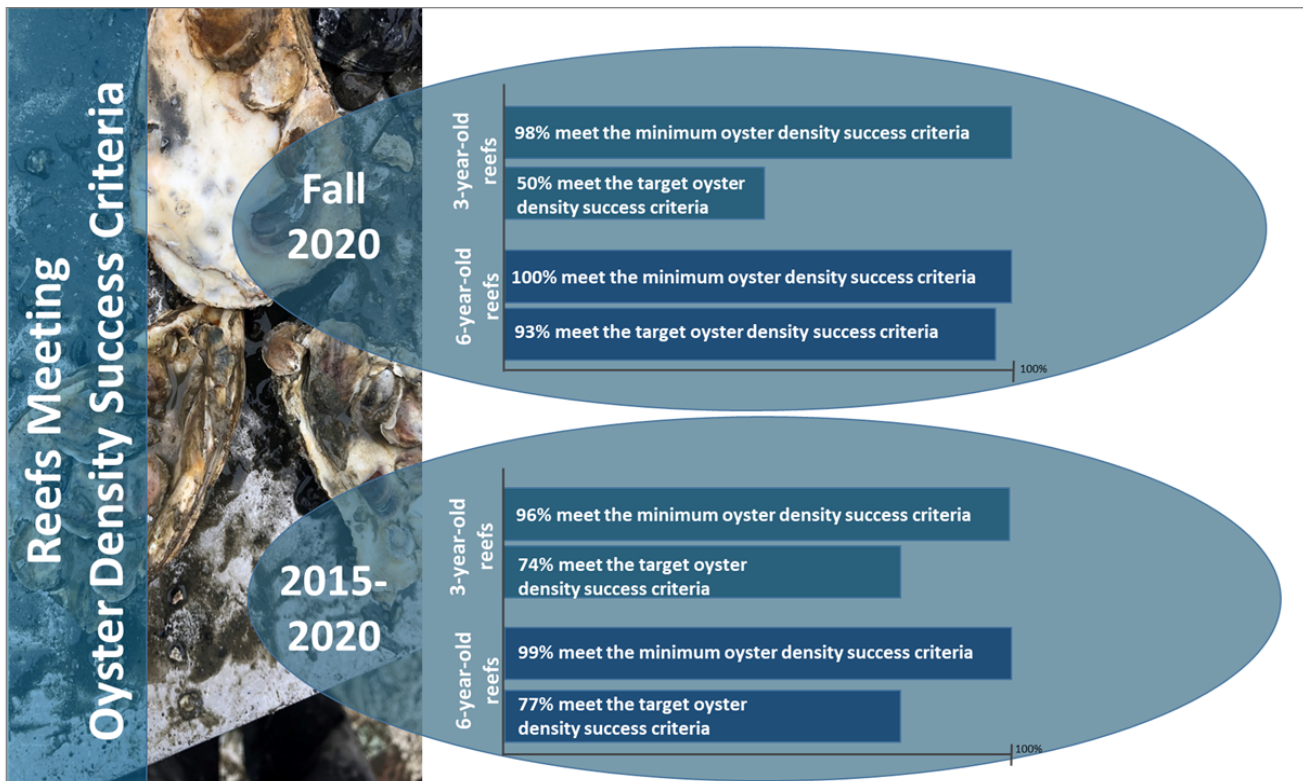 Reefs Meeting
Oyster Density Success Criteria
Fall
2020
3-year-old
reefs
98% meet the minimum oyster density success criteria
50% meet the target oyster
density success criteria
6-year-old
reefs
100% meet the minimum oyster density success criteria
93% meet the target oyster density success criteria
100%
2015-
2020
3-year-old
reefs
96% meet the minimum oyster density success criteria
74% meet the target oyster
density success criteria
6-year-old
reefs
99% meet the minimum oyster density success criteria
77% meet the target oyster
density success criteria
100%